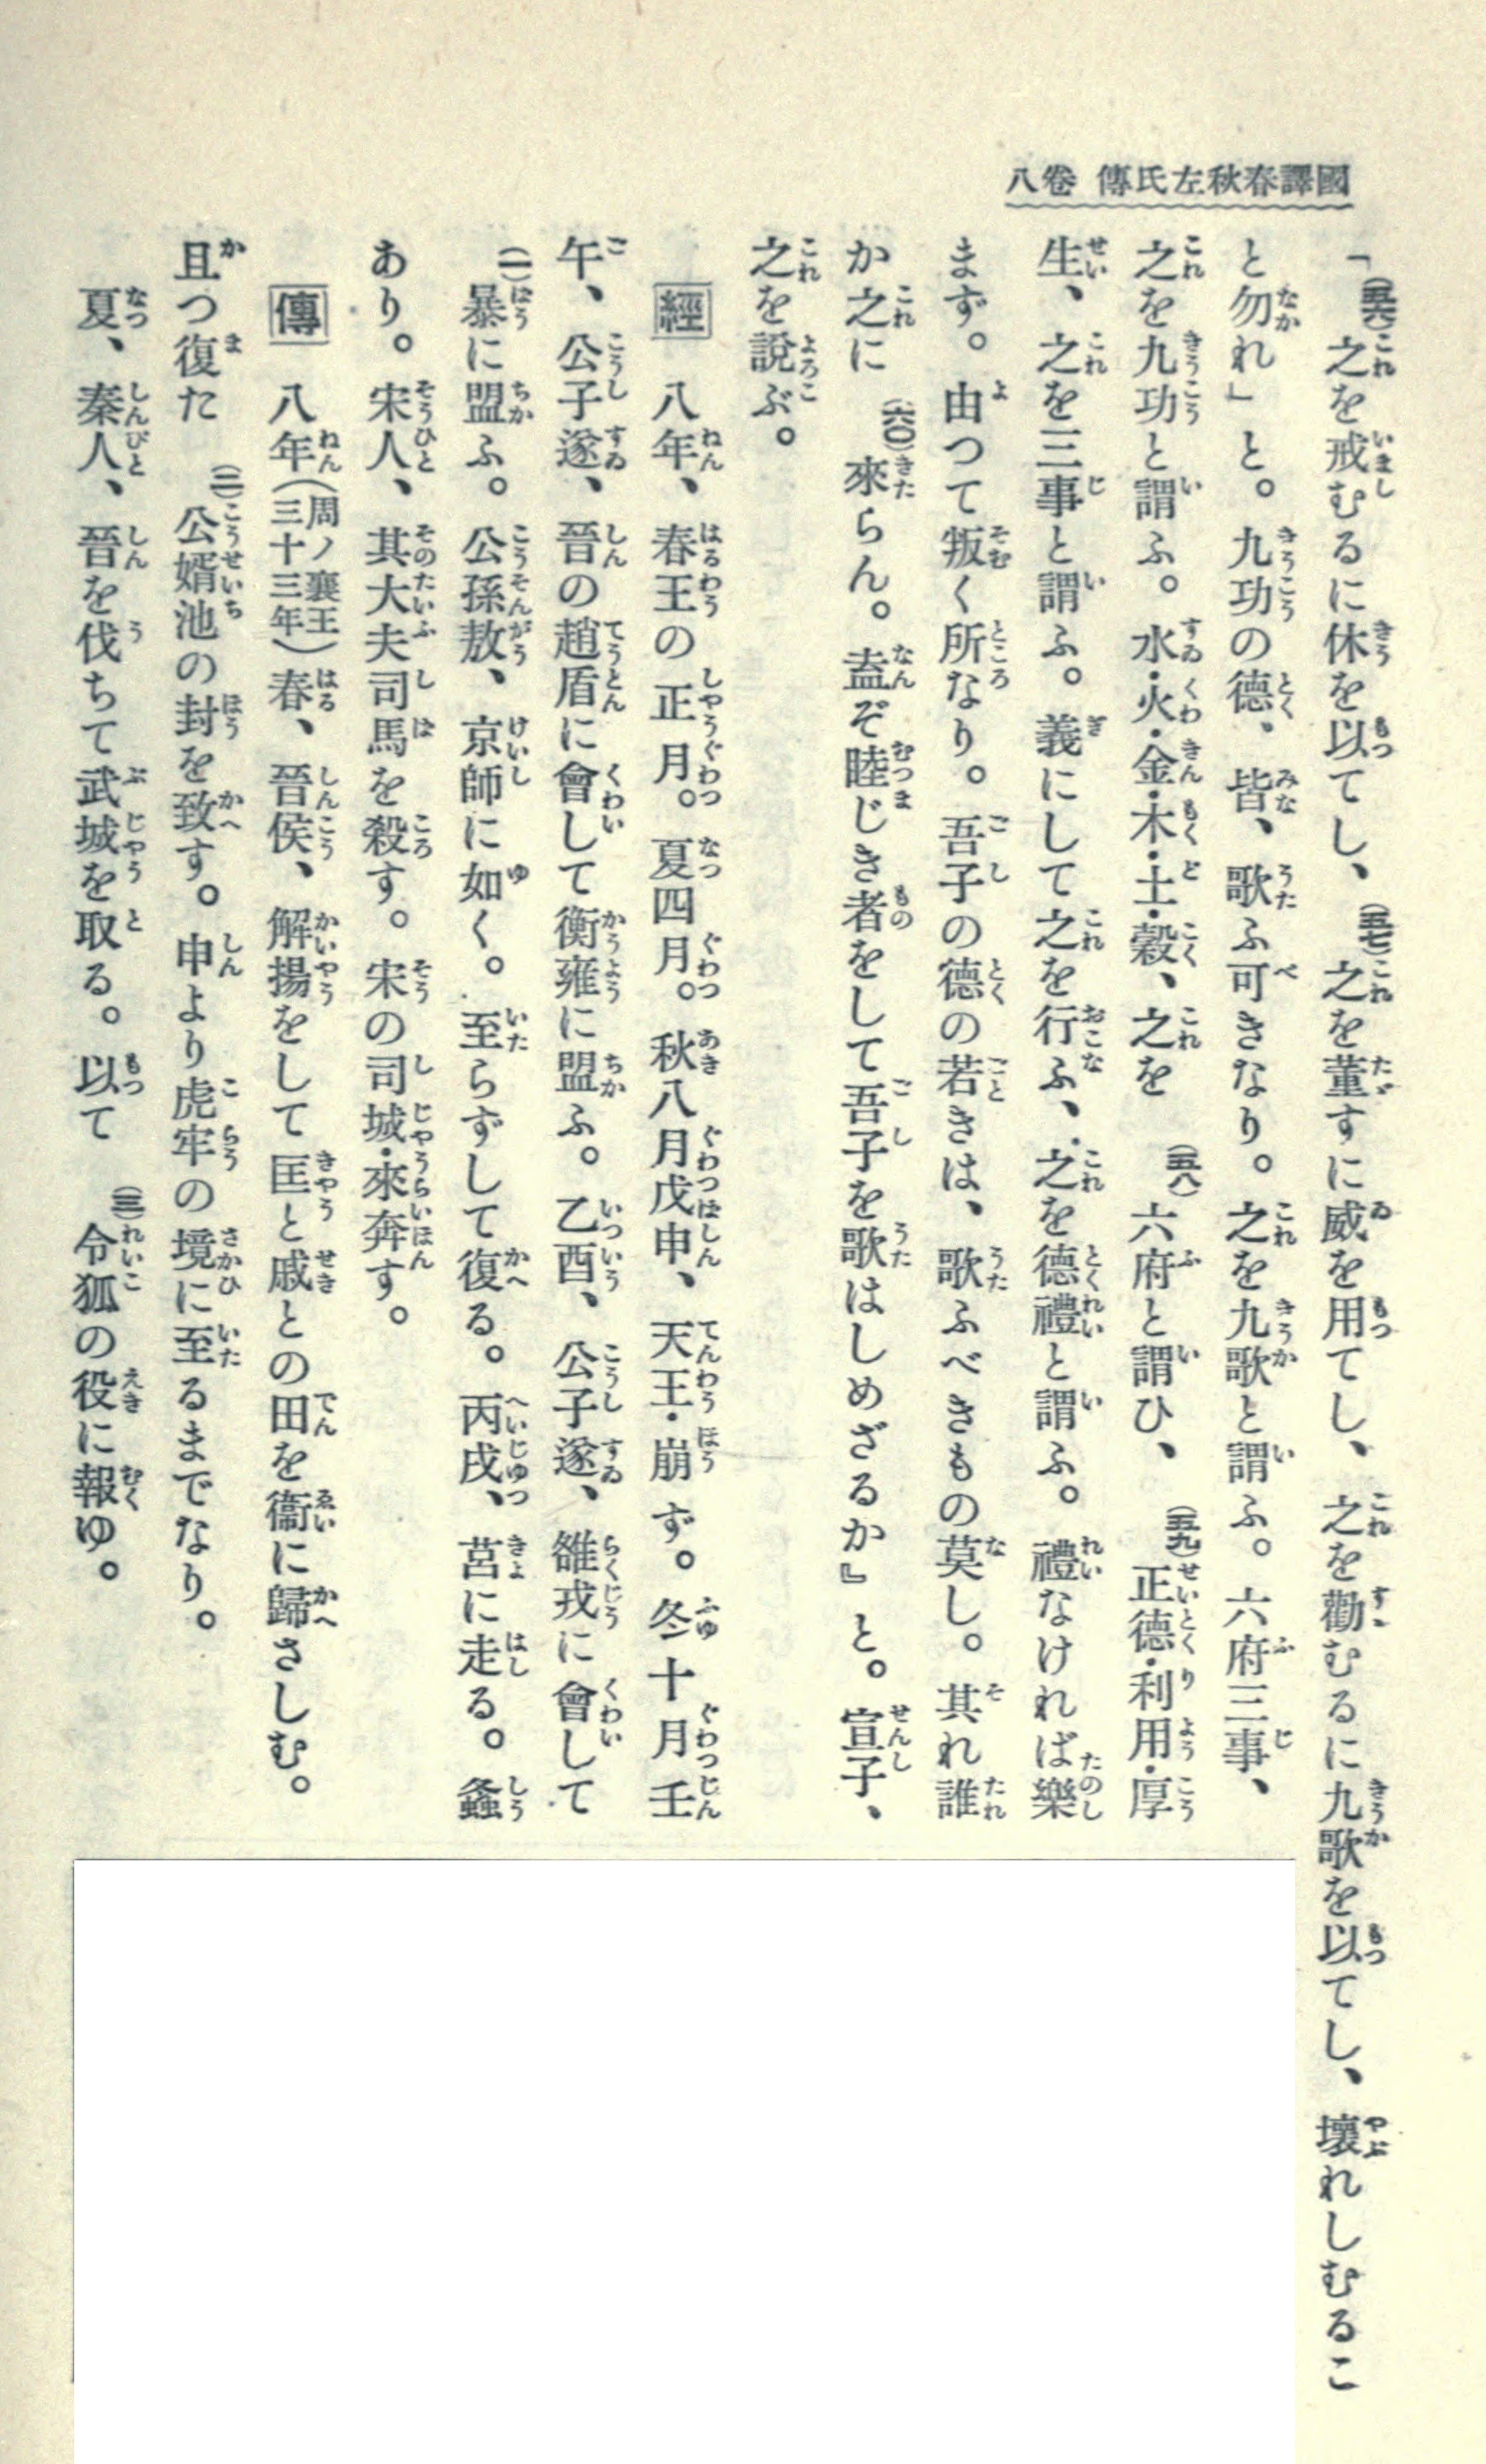 國譯春秋左氏傳 卷八
「(五六)之を戒むるに休を以てし、(五七)之を董すに威を用てし、之を勸むるに九歌を以てし、壞れしむるこ
と勿れ」と。九功の德、皆、歌ふ可きなり。之を九歌と謂ふ。六府三事、
之を九功と謂ふ。水・火・金・木・土・穀、之を(五八)六府と謂ひ、(五九)正德・利用・厚
生、之を三事と謂ふ。義にして之を行ふ、之を德禮と謂ふ。禮なければ樂
まず。由つて叛く所なり。吾子の德の若きは、歌ふべきもの莫し。其れ誰
か之に(六〇)來らん。盍ぞ睦じき者をして吾子を歌はしめざるか』と。宣子、
之を說ぶ。
經 八年、春王の正月。夏四月。秋八月戊申、天王・崩ず。冬十月壬
午、公子遂、晉の趙盾に會して衡雍に盟ふ。乙酉、公子遂、雒戎に會して
(一)暴に盟ふ。公孫敖、京師に如く。至らずして復る。丙戌、莒に走る。螽
あり。宋人、其大夫司馬を殺す。宋の司城・來奔す。
傳 八年(周ノ襄王三十三年)春、晉侯、解揚をして匡と戚との田を衞に歸さしむ。
且つ復た(二)公婿池の封を致す。申より虎牢の境に至るまでなり。
夏、秦人、晉を伐ちて武城を取る。以て(三)令狐の役に報ゆ。